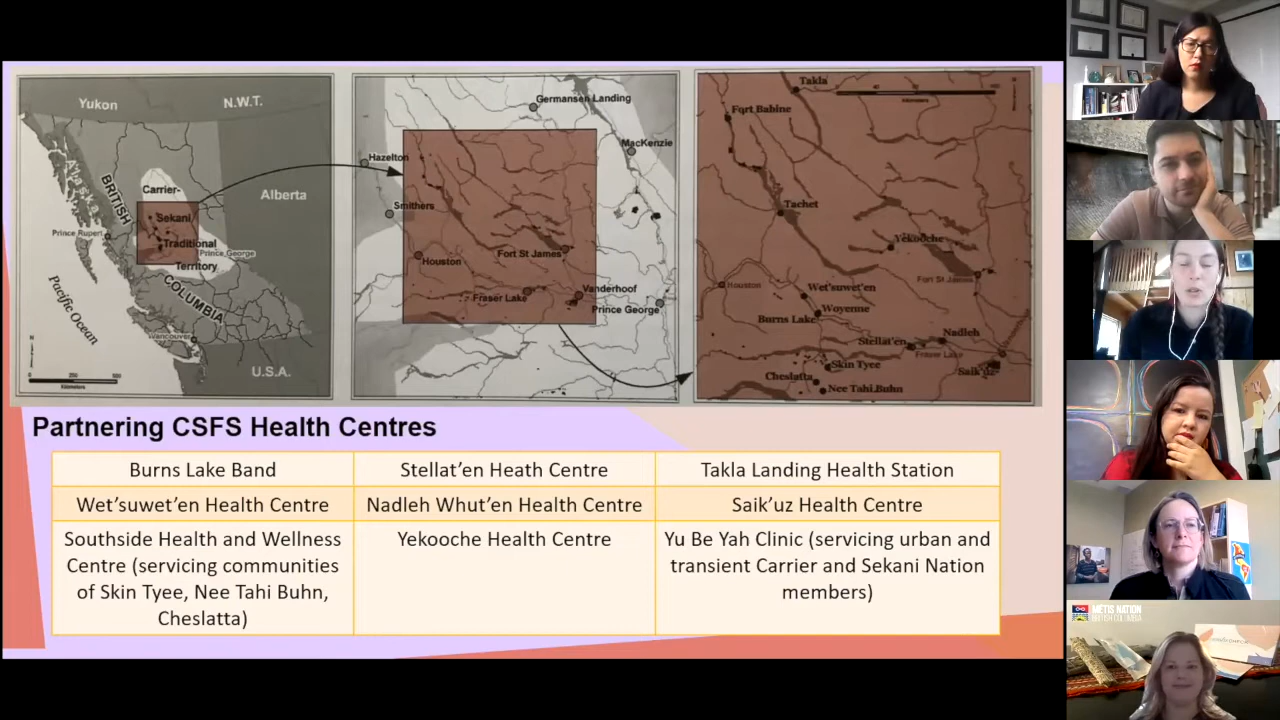 Yukon
N.W.T.
Alaska
BRITISH
Carrier-
Sekani
Alberta
Prince Rupert
Traditional
Prince George
Territory
Pacific Ocean
COLUMBIA
Vancouver
U.S.A.
Germansen Landing
MacKenzie
Hazelton
Smithers
Fort St James
Houston
Fraser Lake
Vanderhoof
Prince George
Takla
Fort Babine
Tachet
Yekooche
Fort St James
Houston
Wet'suwet'en
Woyenne
Burns Lake
Nadleh
Stellat'en
Fraser Lake
Skin Tyee
Saik'uz
Cheslatta
Nee Tahi Buhn
Partnering CSFS Health Centres
Burns Lake Band
Stellat'en Heath Centre
Takla Landing Health Station
Wet'suwet'en Health Centre
Nadleh Whut'en Health Centre
Saik'uz Health Centre
Southside Health and Wellness
Centre (servicing communities
of Skin Tyee, Nee Tahi Buhn,
Cheslatta)
Yekooche Health Centre
Yu Be Yah Clinic (servicing urban and
transient Carrier and Sekani Nation
members)
MÉTIS NATION
BRITISH COLUMBIA